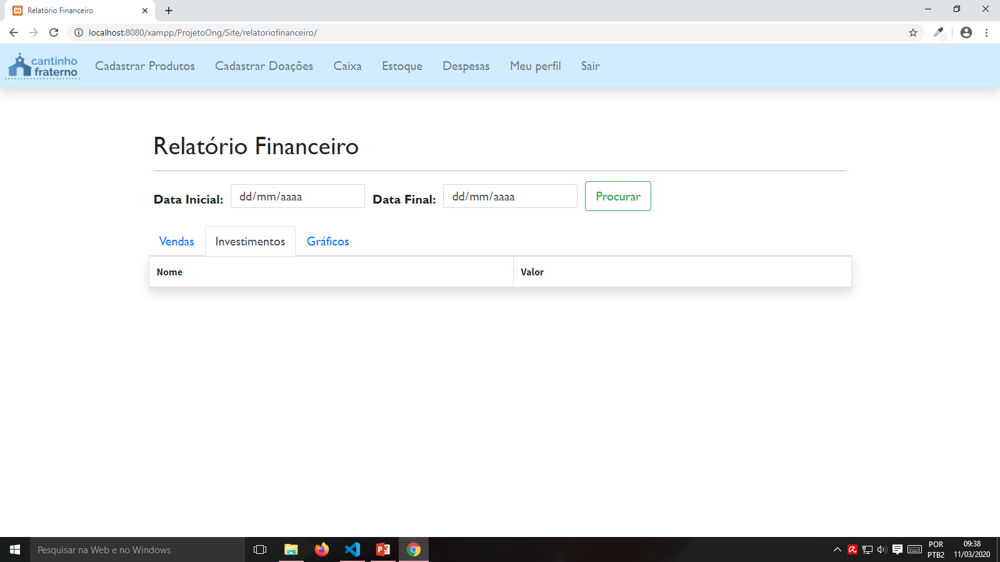 Relatório Financeiro
localhost:8080/xampp/ProjetoOng/Site/relatoriofinanceiro/
cantinho
fraterno
Cadastrar Produtos Cadastrar Doações Caixa Estoque Despesas Meu perfil Sair
Relatório Financeiro
Data Inicial: dd/mm/aaaa Data Final: dd/mm/aaaa Procurar
Vendas Investimentos Gráficos
Nome Valor
Pesquisar na Web e no Windows
POR
PTB2
09:38
11/03/2020